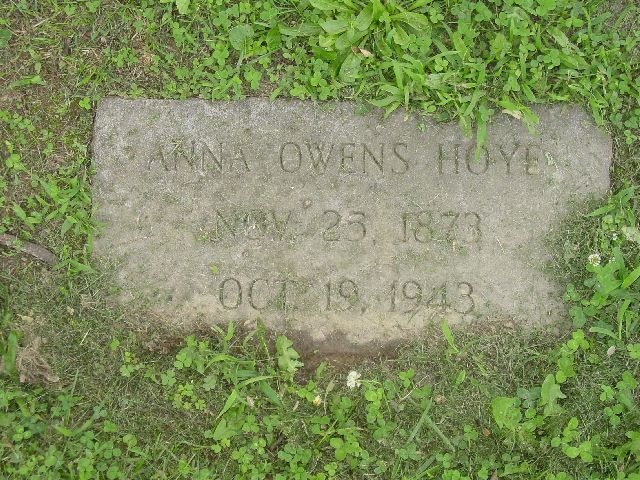 ANNA OWENS HOYE
NOV. 25, 1873
OCT. 19, 1943